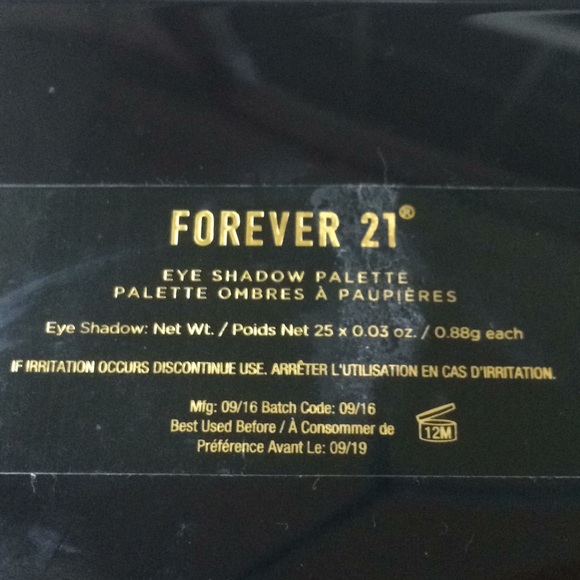 FOREVER 21®
EYE SHADOW PALETTE
PALETTE OMBRES À PAUPIÈRES
Eye Shadow: Net Wt. / Poids Net 25 x 0.03 oz. / 0.88g each
IF IRRITATION OCCURS DISCONTINUE USE. ARRÊTER L'UTILISATION EN CAS D'IRRITATION.
Mfg: 09/16 Batch Code: 09/16
Best Used Before / À Consommer de
Préférence Avant Le: 09/19
12M